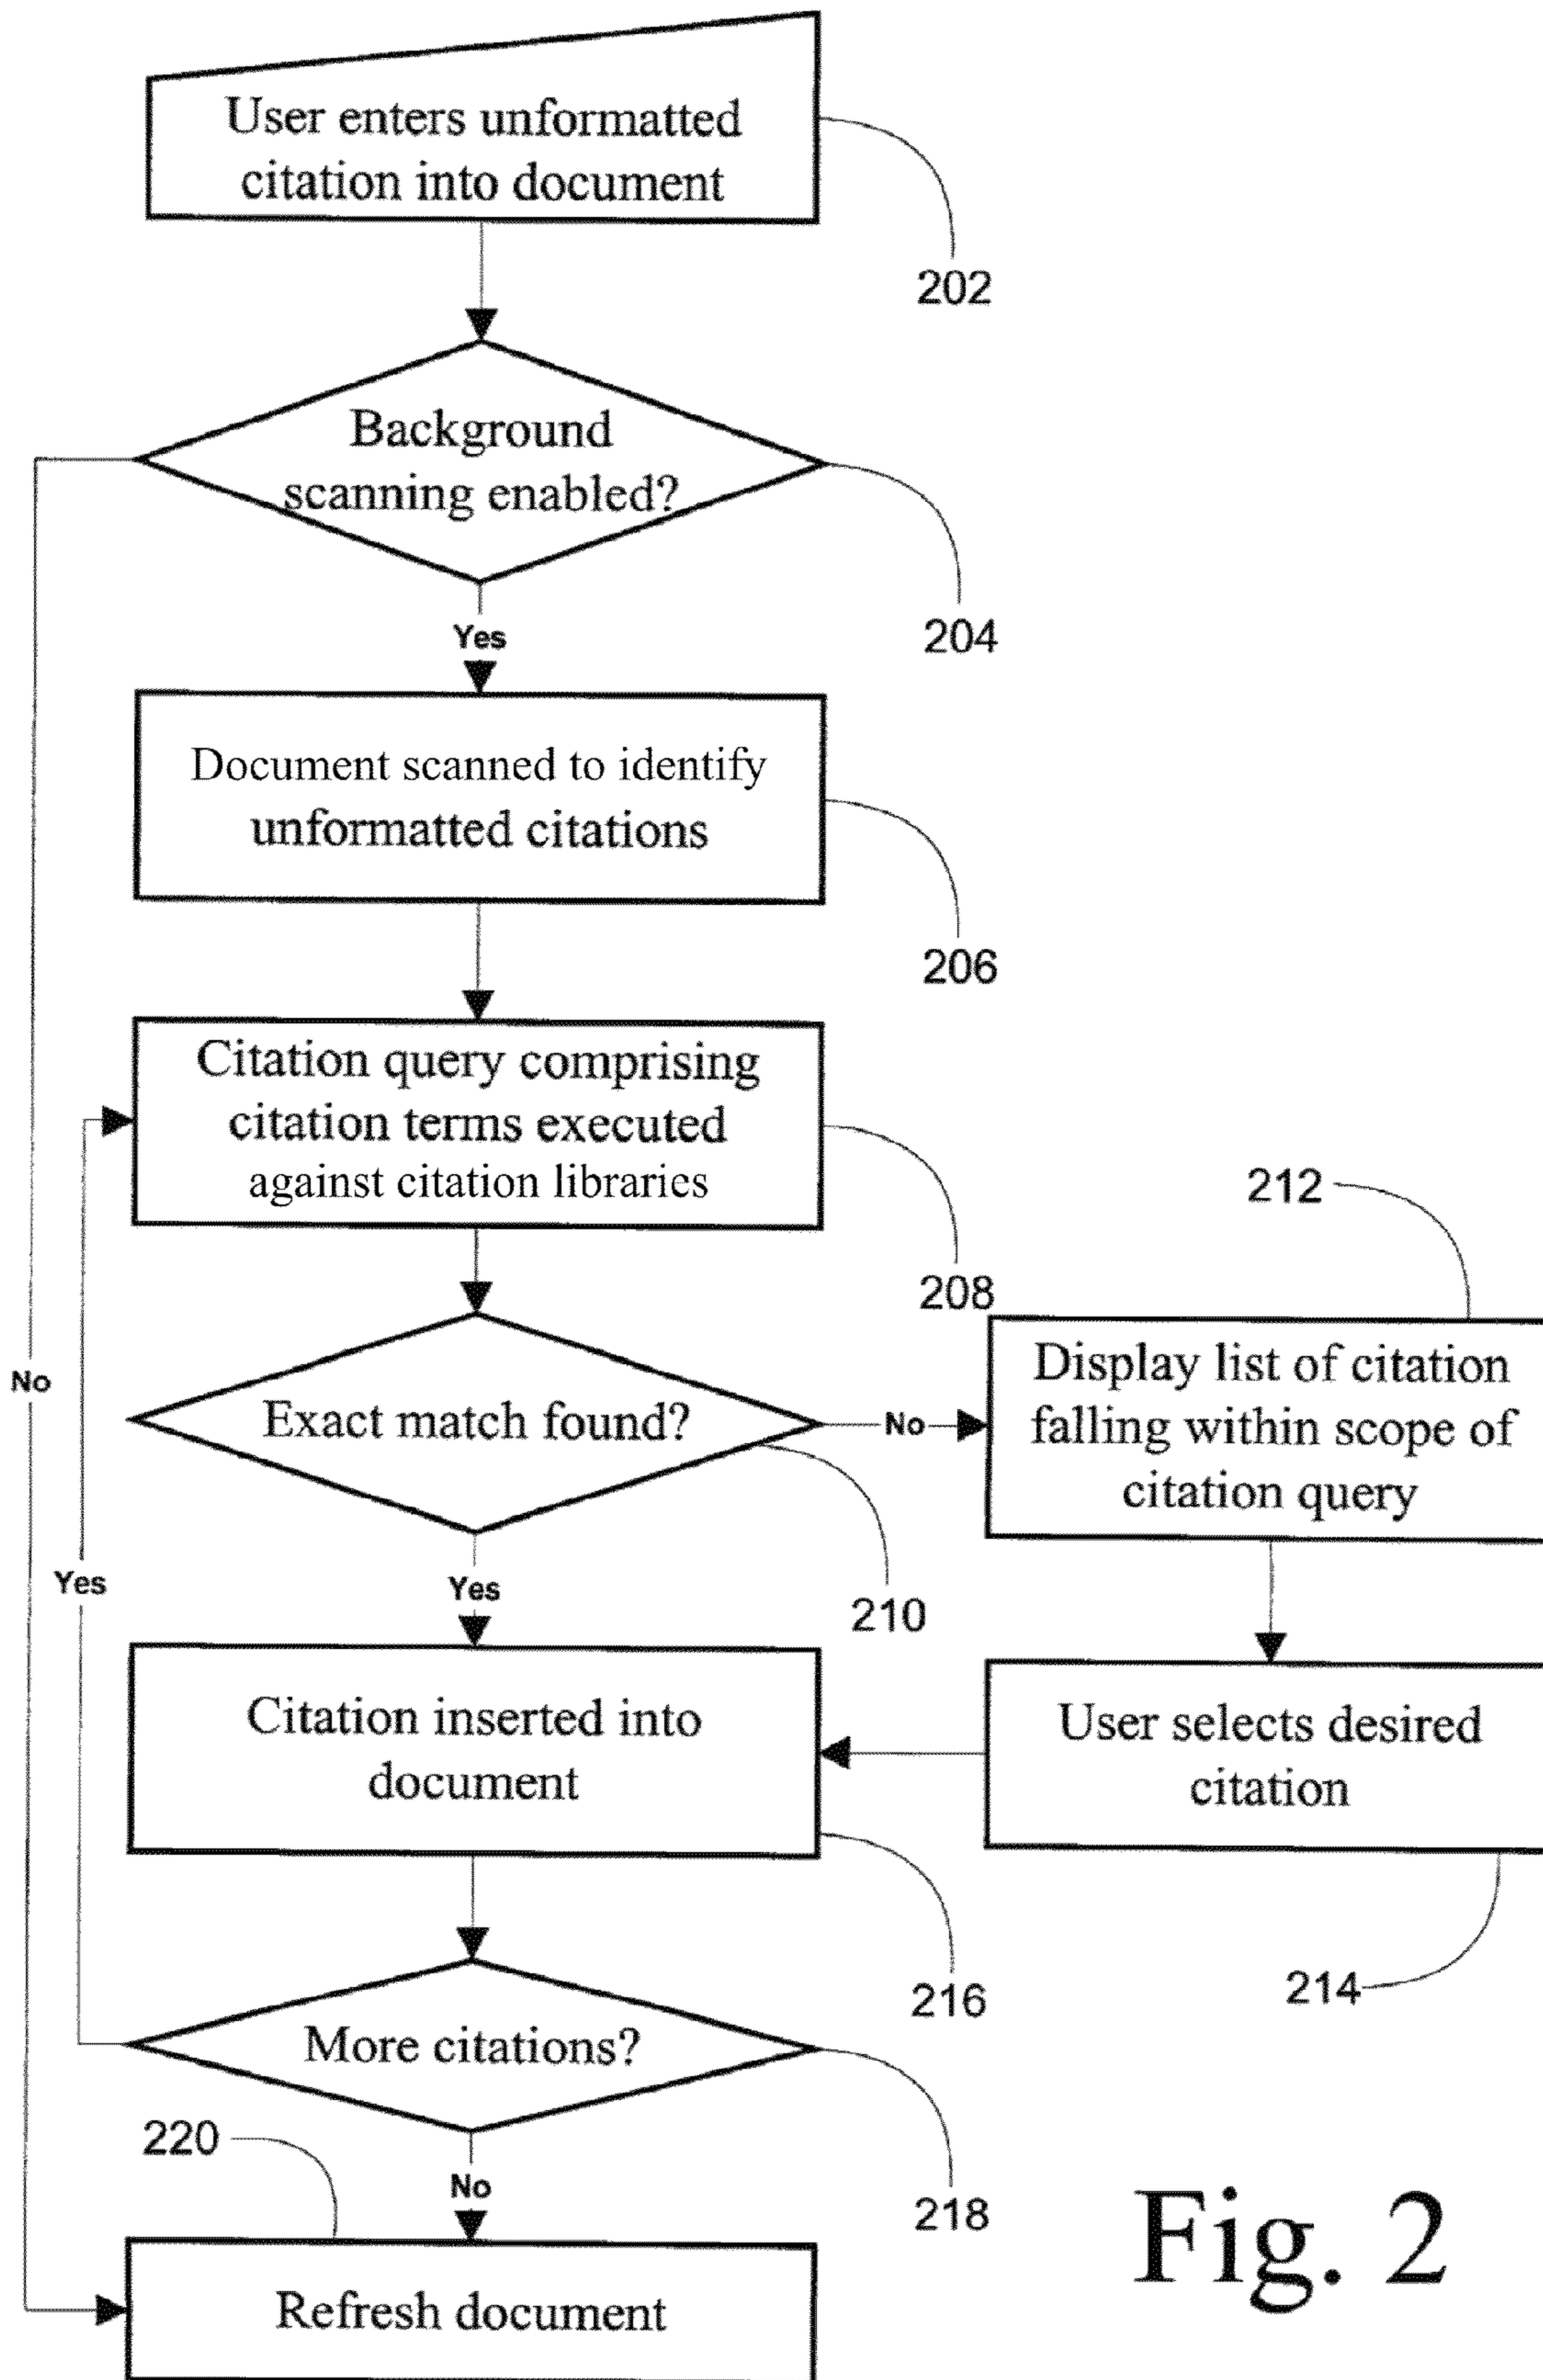 User enters unformatted
citation into document
202
Background
scanning enabled?
204
Yes
Document scanned to identify
unformatted citations
206
Citation query comprising
citation terms executed
against citation libraries
208
212
Display list of citation
falling within scope of
citation query
No
Exact match found?
No
210
Yes
Yes
User selects desired
citation
Citation inserted into
document
214
216
More citations?
218
220
No
Refresh document
Fig. 2